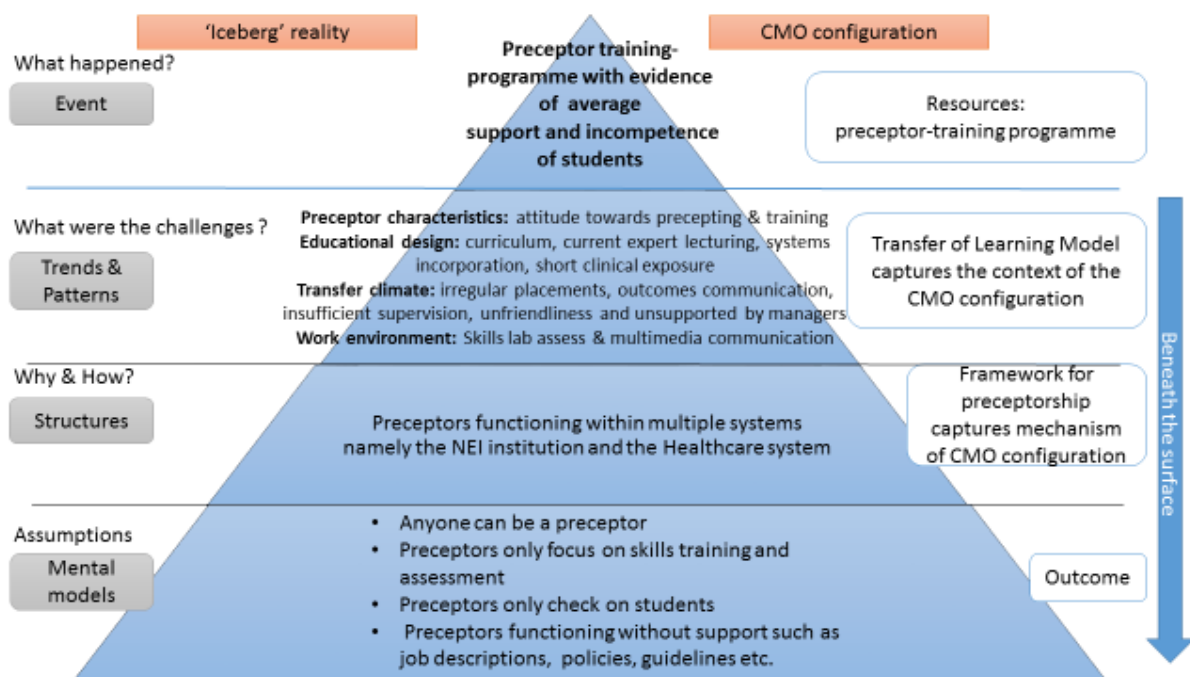 'Iceberg' reality
CMO configuration
What happened?
Event
Preceptor training-
programme with evidence
of average
support and incompetence
of students
Resources:
preceptor-training programme
What were the challenges ?
Trends &
Patterns
Preceptor characteristics: attitude towards precepting & training
Educational design: curriculum, current expert lecturing, systems
incorporation, short clinical exposure
Transfer climate: irregular placements, outcomes communication,
insufficient supervision, unfriendliness and unsupported by managers
Work environment: Skills lab assess & multimedia communication
Transfer of Learning Model
captures the context of the
CMO configuration
Why & How?
Structures
Preceptors functioning within multiple systems
namely the NEI institution and the Healthcare system
Framework for
preceptorship
captures mechanism
of CMO configuration
Assumptions
Mental
models
• Anyone can be a preceptor
• Preceptors only focus on skills training and
assessment
• Preceptors only check on students
• Preceptors functioning without support such as
job descriptions, policies, guidelines etc.
Outcome
Beneath the surface